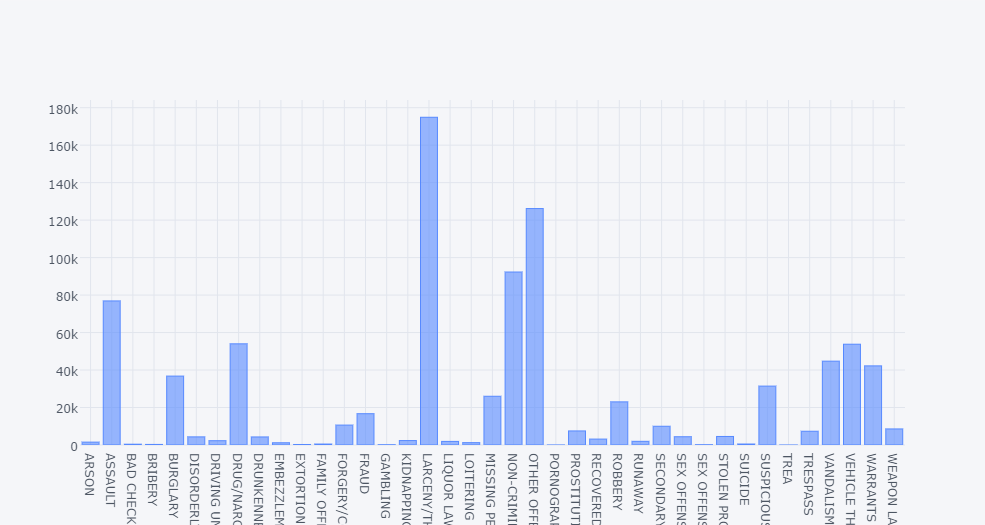 180k
160k
140k
120k
100k
80k
60k
40k
20k
0
ARSON
ASSAULT
BAD CHECK
BRIBERY
BURGLARY
DISORDERL
DRIVING UN
DRUG/NARC
DRUNKENNE
EMBEZZLEM
EXTORTION
FAMILY OFF
FORGERY/C
FRAUD
GAMBLING
KIDNAPPING
LARCENY/TH
LIQUOR LAW
LOITERING
MISSING PE
NON-CRIMI
OTHER OFFE
PORNOGRA
PROSTITUTI
RECOVERED
ROBBERY
RUNAWAY
SECONDARY
SEX OFFENS
SEX OFFENS
STOLEN PRO
SUICIDE
SUSPICIOUS
TREA
TRESPASS
VANDALISM
VEHICLE TH
WARRANTS
WEAPON LA